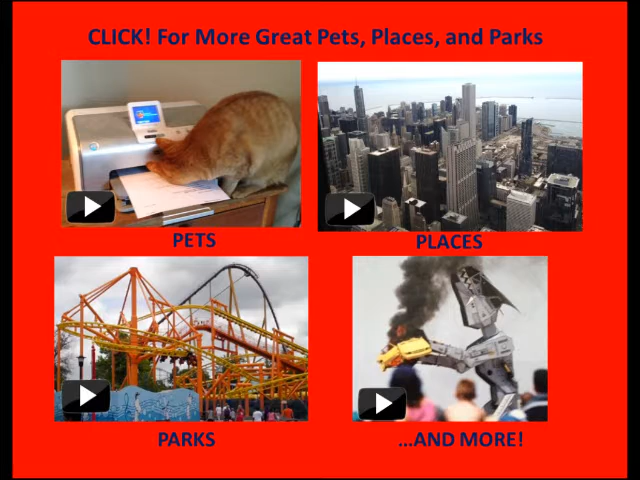 CLICK! For More Great Pets, Places, and Parks
PETS
PLACES
PARKS
...AND MORE!